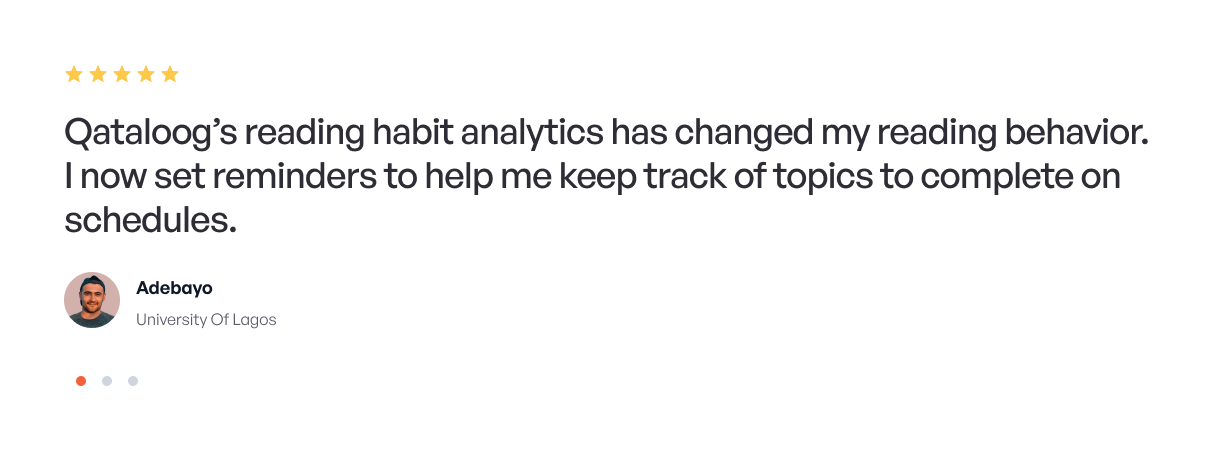 Qataloog’s reading habit analytics has changed my reading behavior.
I now set reminders to help me keep track of topics to complete on
schedules.
Adebayo
University Of Lagos